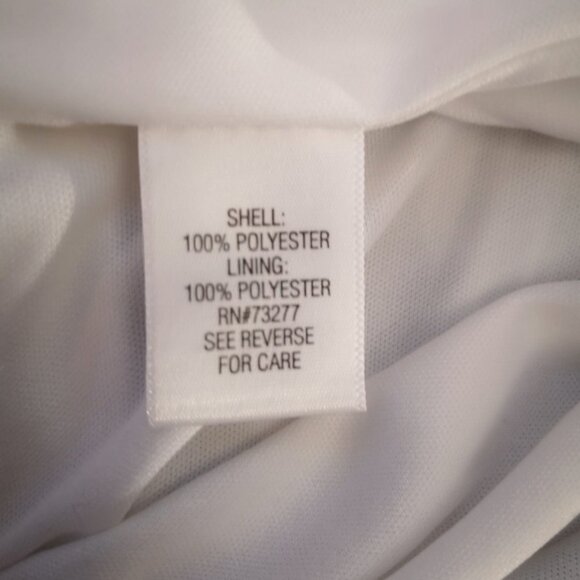 SHELL:
100% POLYESTER
LINING:
100% POLYESTER
RN#73277
SEE REVERSE
FOR CARE